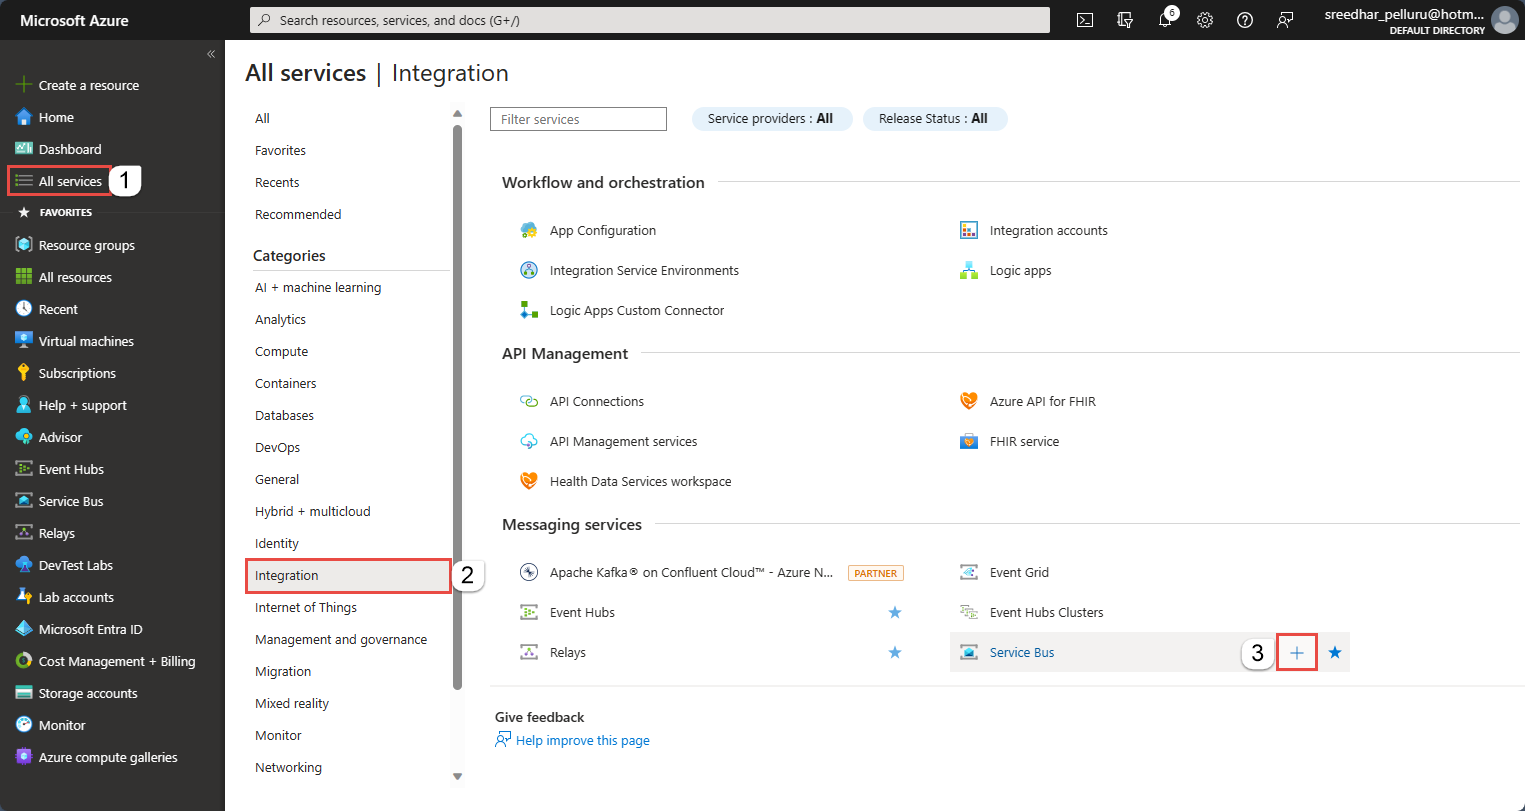 Microsoft Azure
Search resources, services, and docs (G+/)
6
sreedhar_pelluru@hotm...
DEFAULT DIRECTORY
«
Create a resource
Home
Dashboard
All services
1
FAVORITES
Resource groups
All resources
Recent
Virtual machines
Subscriptions
Help + support
Advisor
Event Hubs
Service Bus
Relays
DevTest Labs
Lab accounts
Microsoft Entra ID
Cost Management + Billing
Storage accounts
Monitor
Azure compute galleries
All services | Integration
All
Favorites
Recents
Recommended
Categories
AI + machine learning
Analytics
Compute
Containers
Databases
DevOps
General
Hybrid + multicloud
Identity
Integration
2
Internet of Things
Management and governance
Migration
Mixed reality
Monitor
Networking
Filter services
Service providers : All
Release Status : All
Workflow and orchestration
App Configuration
Integration accounts
Integration Service Environments
Logic apps
Logic Apps Custom Connector
API Management
API Connections
Azure API for FHIR
API Management services
FHIR service
Health Data Services workspace
Messaging services
Apache Kafka® on Confluent Cloud™ - Azure N...
PARTNER
Event Grid
Event Hubs
Event Hubs Clusters
Relays
Service Bus
3
Give feedback
Help improve this page